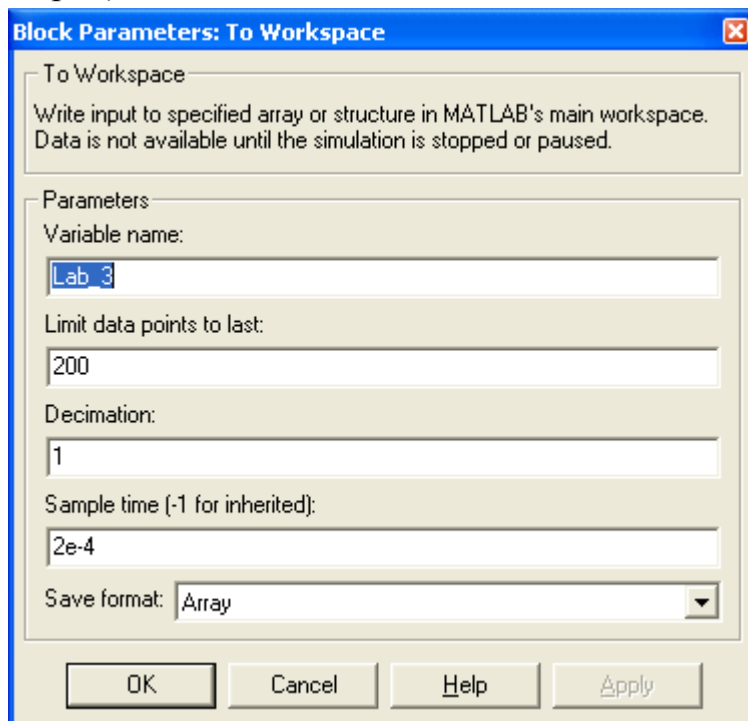 Block Parameters: To Workspace
To Workspace
Write input to specified array or structure in MATLAB's main workspace.
Data is not available until the simulation is stopped or paused.
Parameters
Variable name:
Lab_3
Limit data points to last:
200
Decimation:
1
Sample time (-1 for inherited):
2e-4
Save format: Array
OK Cancel Help Apply